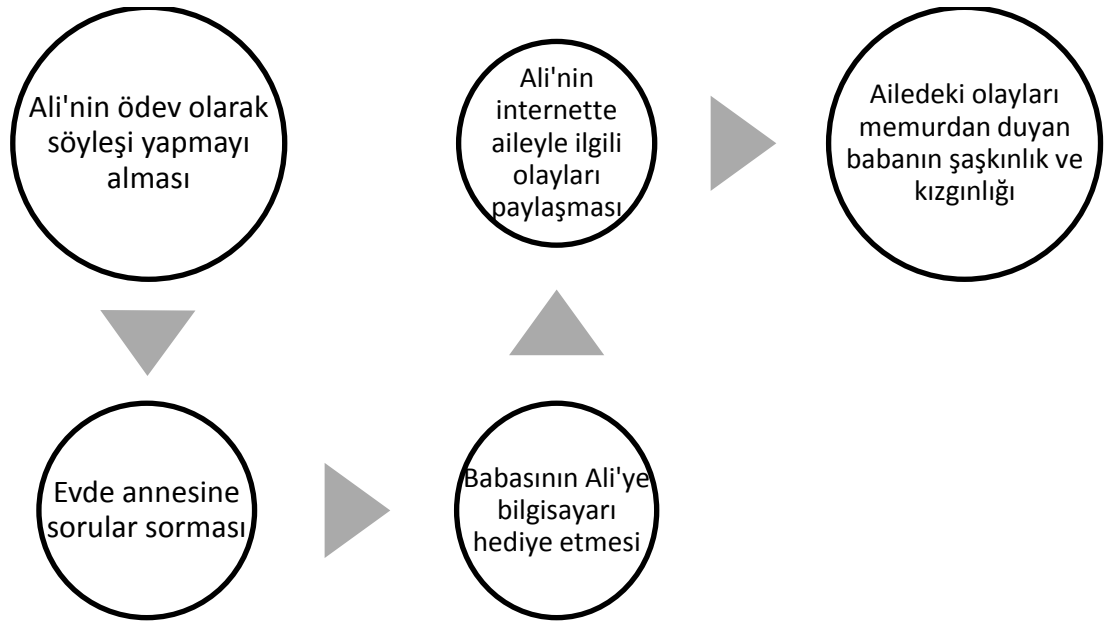 Ali'nin ödev olarak
söyleşi yapmayı
alması
Evde annesine
sorular sorması
Babasının Ali'ye
bilgisayarı
hediye etmesi
Ali'nin
internette
aileyle ilgili
olayları
paylaşması
Ailedeki olayları
memurdan duyan
babanın şaşkınlık ve
kızgınlığı